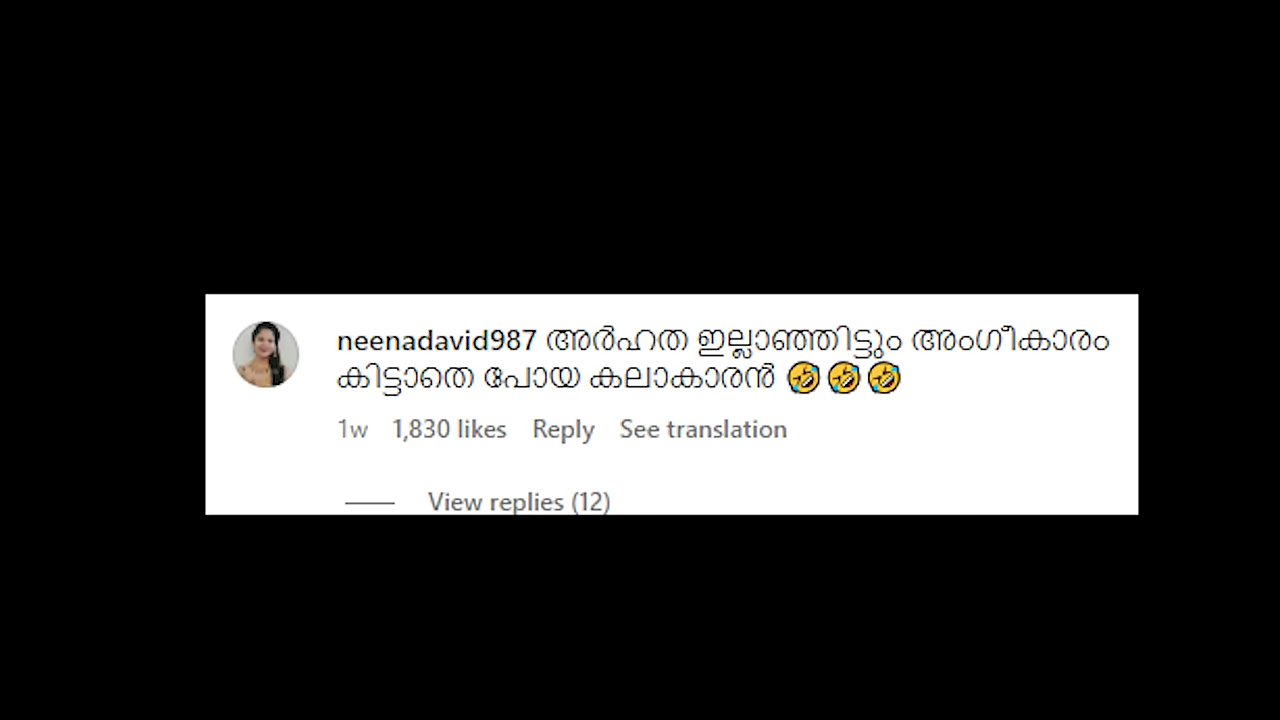 neenadavid987 അർഹത ഇല്ലാഞ്ഞിട്ടും അംഗീകാരം
കിട്ടാതെ പോയ കലാകാരൻ 🤣🤣🤣
1w 1,830 likes Reply See translation
View replies (12)